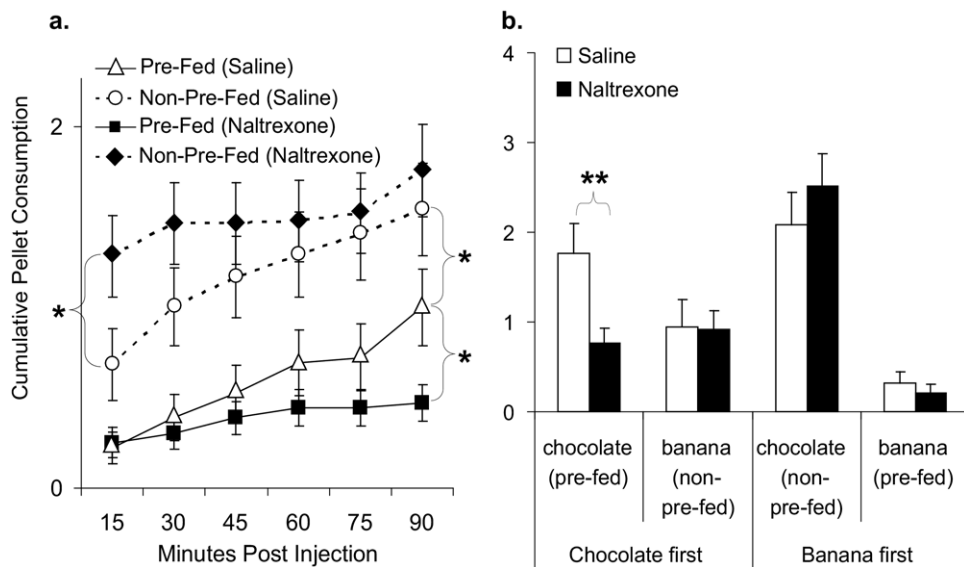 a.
Pre-Fed (Saline)
Non-Pre-Fed (Saline)
Pre-Fed (Naltrexone)
Non-Pre-Fed (Naltrexone)
Cumulative Pellet Consumption
2
0
*
*
*
15 30 45 60 75 90
Minutes Post Injection
b.
Saline
Naltrexone
4
3
2
1
0
**
chocolate
(pre-fed)
banana
(non-
pre-fed)
chocolate
(non-
pre-fed)
banana
(pre-fed)
Chocolate first
Banana first